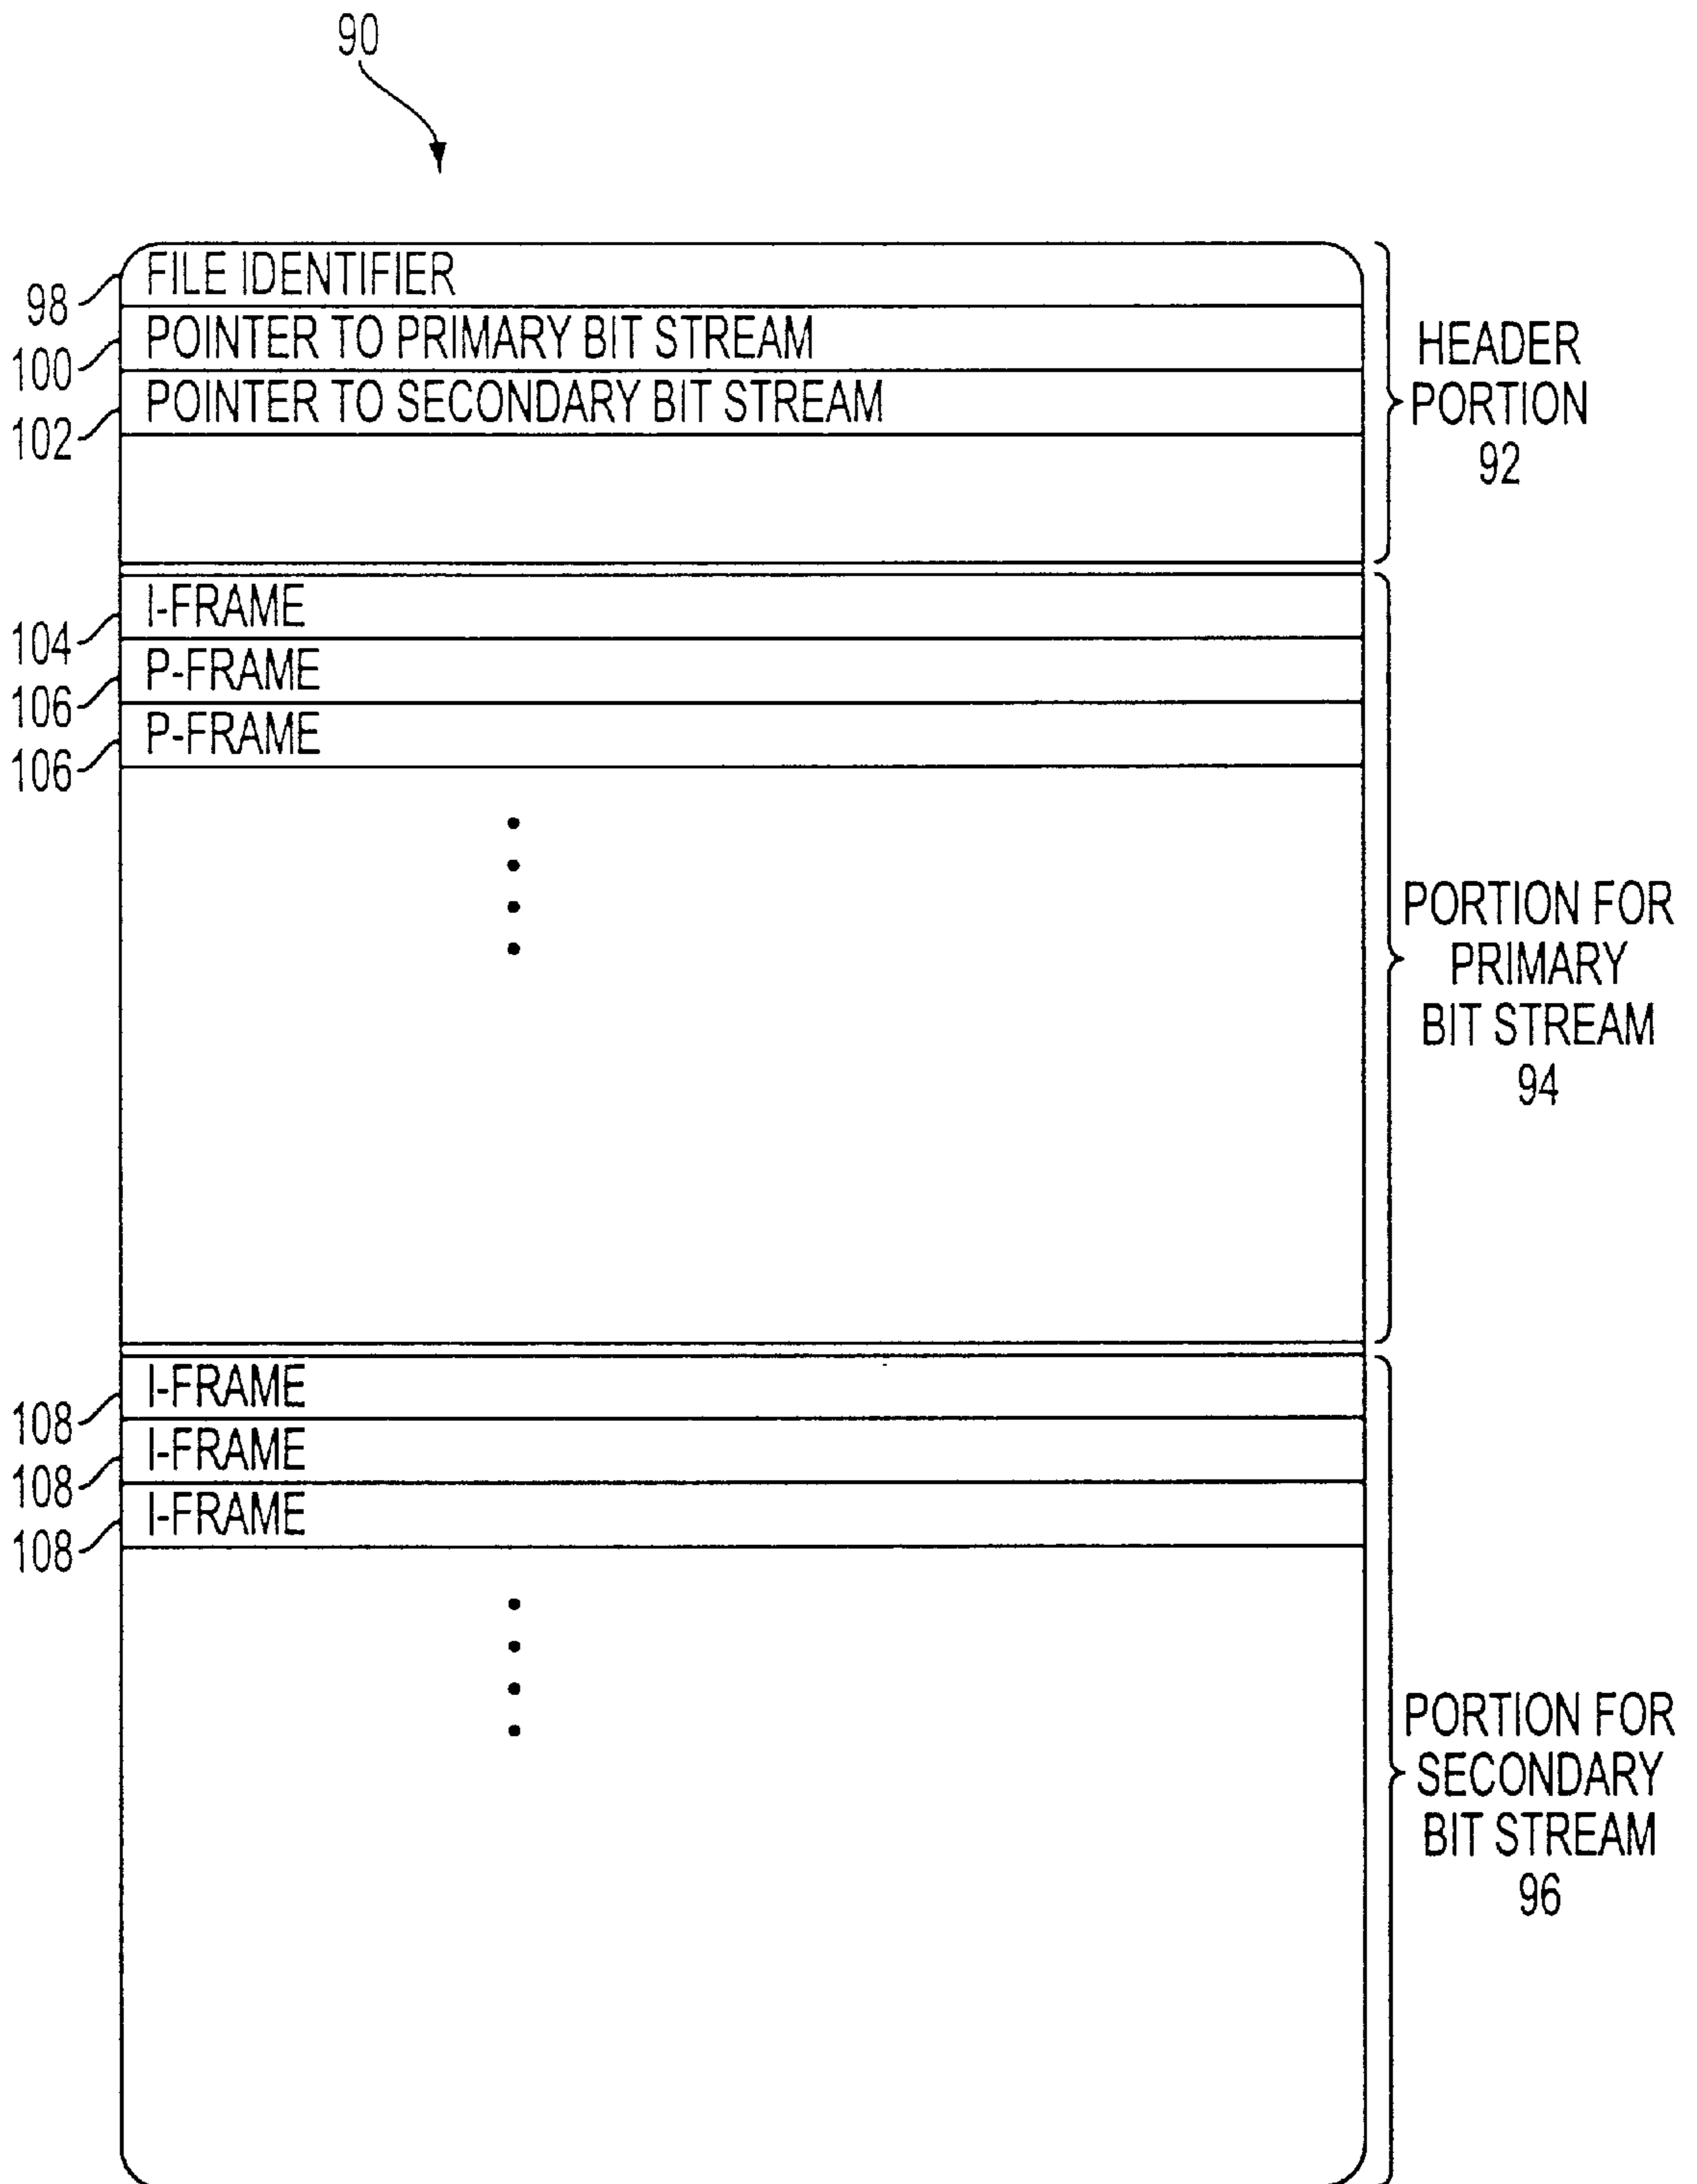 90
98 FILE IDENTIFIER
100 POINTER TO PRIMARY BIT STREAM
102 POINTER TO SECONDARY BIT STREAM
HEADER
PORTION
92
104 I-FRAME
106 P-FRAME
106 P-FRAME
PORTION FOR
PRIMARY
BIT STREAM
94
108 I-FRAME
108 I-FRAME
108 I-FRAME
PORTION FOR
SECONDARY
BIT STREAM
96